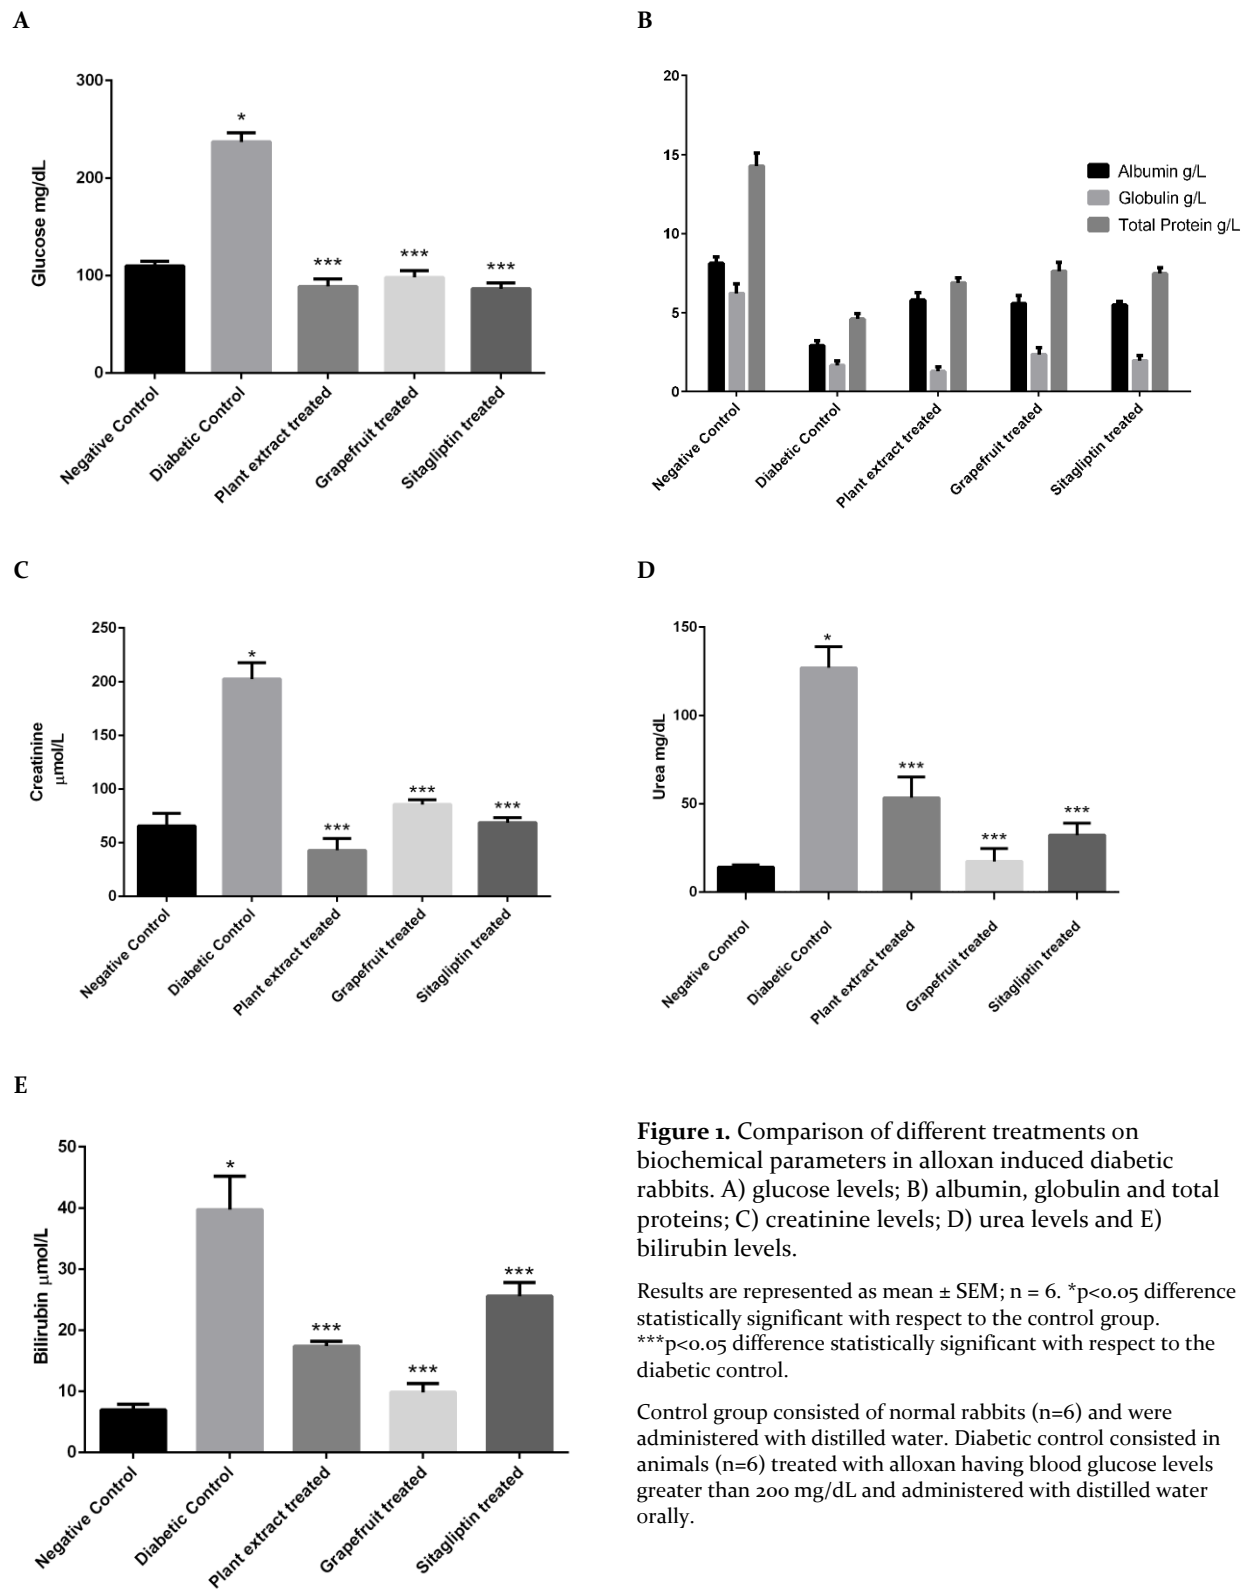 A
300
200
100
0
Glucose mg/dL
*
***
***
***
Negative Control
Diabetic Control
Plant extract treated
Grapefruit treated
Sitagliptin treated
B
20
15
10
5
0
Albumin g/L
Globulin g/L
Total Protein g/L
Negative Control
Diabetic Control
Plant extract treated
Grapefruit treated
Sitagliptin treated
C
250
200
150
100
50
0
Creatinine
μmol/L
*
***
***
***
Negative Control
Diabetic Control
Plant extract treated
Grapefruit treated
Sitagliptin treated
D
150
100
50
0
Urea mg/dL
*
***
***
***
Negative Control
Diabetic Control
Plant extract treated
Grapefruit treated
Sitagliptin treated
E
50
40
30
20
10
0
Bilirubin μmol/L
*
***
***
***
Negative Control
Diabetic Control
Plant extract treated
Grapefruit treated
Sitagliptin treated
Figure 1. Comparison of different treatments on
biochemical parameters in alloxan induced diabetic
rabbits. A) glucose levels; B) albumin, globulin and total
proteins; C) creatinine levels; D) urea levels and E)
bilirubin levels.
Results are represented as mean ± SEM; n = 6. *p<0.05 difference
statistically significant with respect to the control group.
***p<0.05 difference statistically significant with respect to the
diabetic control.
Control group consisted of normal rabbits (n=6) and were
administered with distilled water. Diabetic control consisted in
animals (n=6) treated with alloxan having blood glucose levels
greater than 200 mg/dL and administered with distilled water
orally.